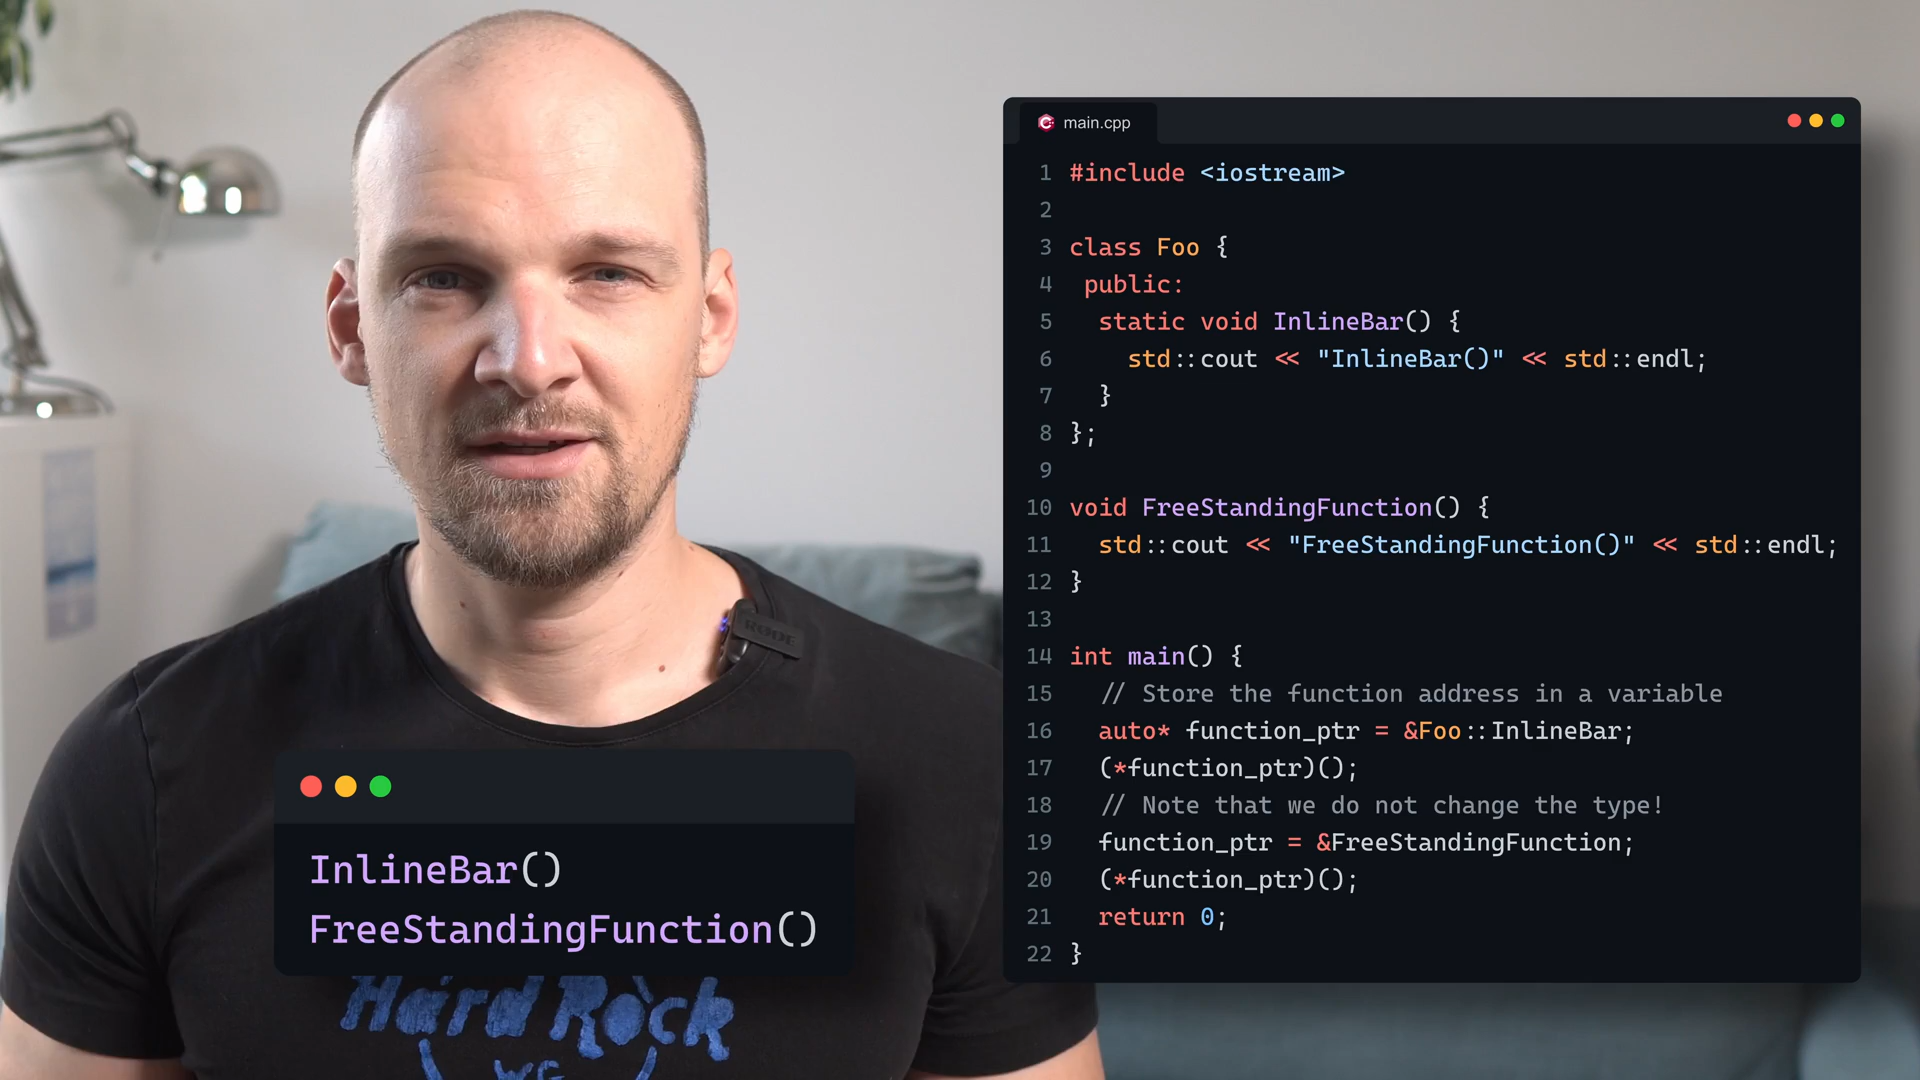 main.cpp
1 #include <iostream>
2
3 class Foo {
4  public:
5   static void InlineBar() {
6     std::cout << "InlineBar()" << std::endl;
7   }
8 };
9
10 void FreeStandingFunction() {
11   std::cout << "FreeStandingFunction()" << std::endl;
12 }
13
14 int main() {
15   // Store the function address in a variable
16   auto* function_ptr = &Foo::InlineBar;
17   (*function_ptr)();
18   // Note that we do not change the type!
19   function_ptr = &FreeStandingFunction;
20   (*function_ptr)();
21   return 0;
22 }
RØDE
InlineBar()
FreeStandingFunction()
Hard Rock